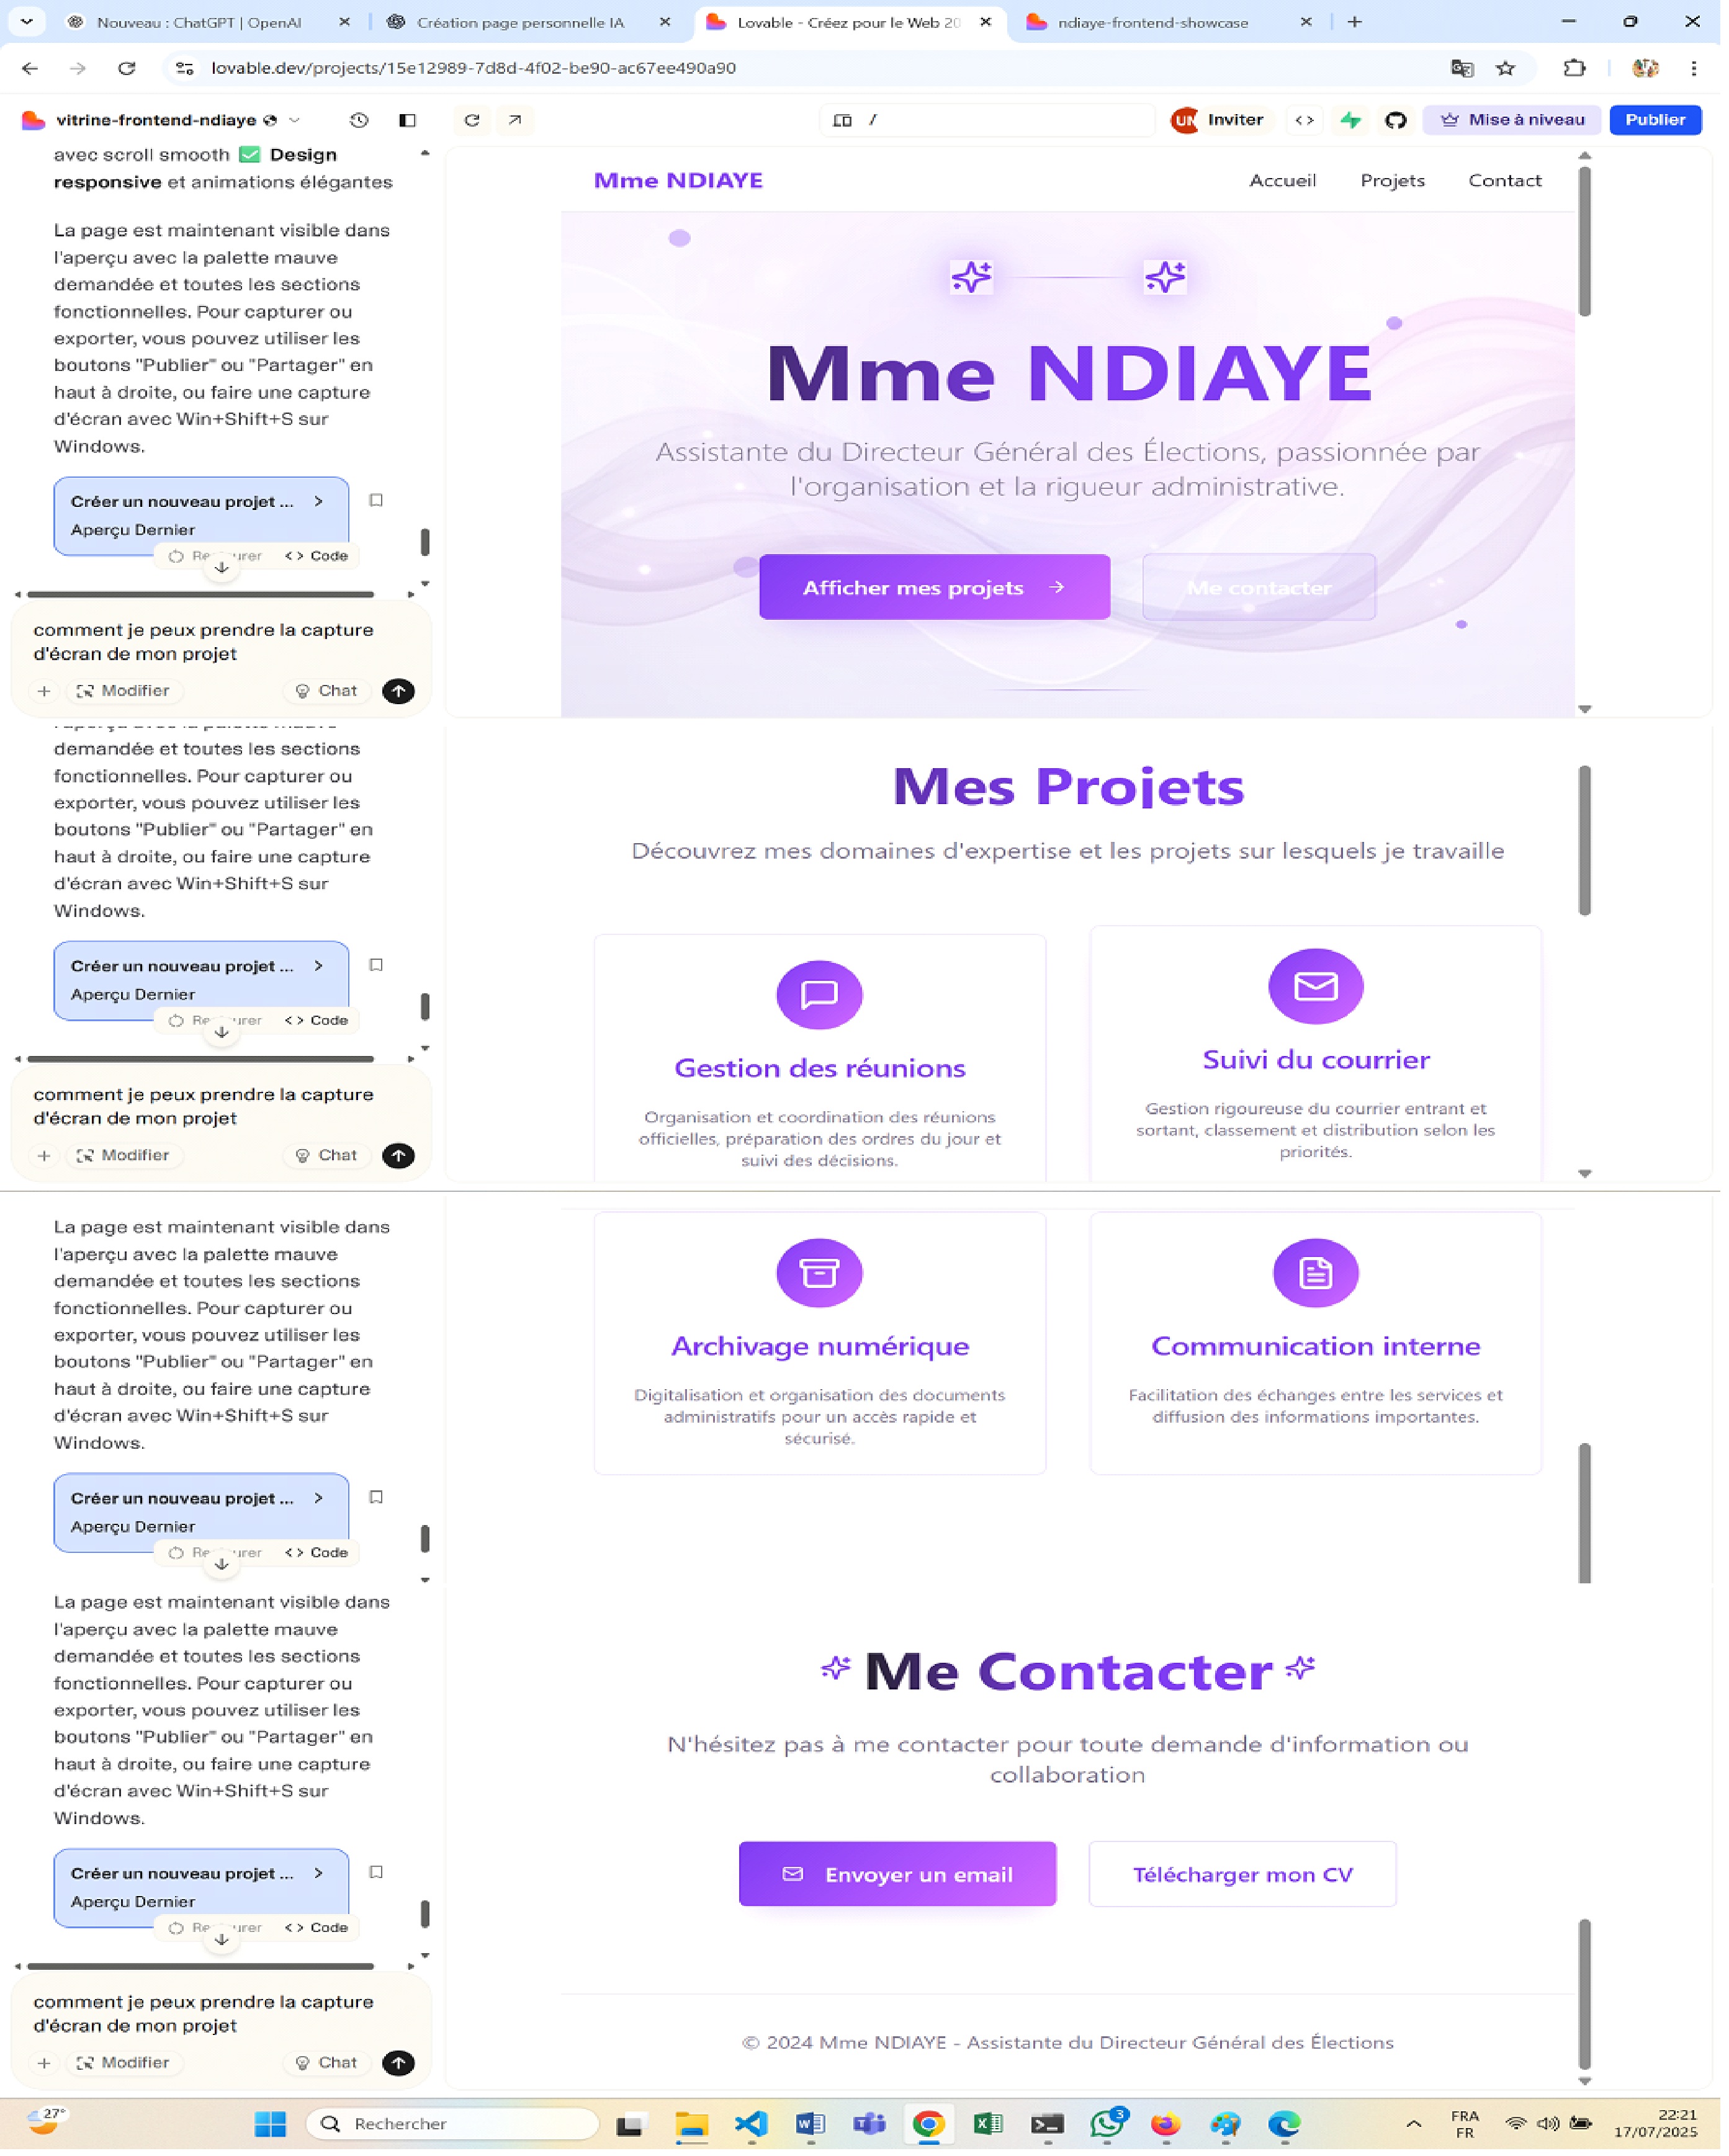 Nouveau : ChatGPT | OpenAI
Création page personnelle IA
Lovable - Créez pour le Web 20
ndiaye-frontend-showcase
lovable.dev/projects/15e12989-7d8d-4f02-be90-ac67ee490a90
vitrine-frontend-ndiaye
/
UN
Inviter
Mise à niveau
Publier
avec scroll smooth ✅ Design
responsive et animations élégantes
La page est maintenant visible dans
l'aperçu avec la palette mauve
demandée et toutes les sections
fonctionnelles. Pour capturer ou
exporter, vous pouvez utiliser les
boutons "Publier" ou "Partager" en
haut à droite, ou faire une capture
d'écran avec Win+Shift+S sur
Windows.
Créer un nouveau projet ...
Aperçu Dernier
Code
comment je peux prendre la capture
d'écran de mon projet
Modifier
Chat
Mme NDIAYE
Accueil
Projets
Contact
Mme NDIAYE
Assistante du Directeur Général des Élections, passionnée par
l'organisation et la rigueur administrative.
Afficher mes projets
Me contacter
demandée et toutes les sections
fonctionnelles. Pour capturer ou
exporter, vous pouvez utiliser les
boutons "Publier" ou "Partager" en
haut à droite, ou faire une capture
d'écran avec Win+Shift+S sur
Windows.
Créer un nouveau projet ...
Aperçu Dernier
Code
comment je peux prendre la capture
d'écran de mon projet
Modifier
Chat
Mes Projets
Découvrez mes domaines d'expertise et les projets sur lesquels je travaille
Gestion des réunions
Organisation et coordination des réunions
officielles, préparation des ordres du jour et
suivi des décisions.
Suivi du courrier
Gestion rigoureuse du courrier entrant et
sortant, classement et distribution selon les
priorités.
La page est maintenant visible dans
l'aperçu avec la palette mauve
demandée et toutes les sections
fonctionnelles. Pour capturer ou
exporter, vous pouvez utiliser les
boutons "Publier" ou "Partager" en
haut à droite, ou faire une capture
d'écran avec Win+Shift+S sur
Windows.
Créer un nouveau projet ...
Aperçu Dernier
Code
Archivage numérique
Digitalisation et organisation des documents
administratifs pour un accès rapide et
sécurisé.
Communication interne
Facilitation des échanges entre les services et
diffusion des informations importantes.
La page est maintenant visible dans
l'aperçu avec la palette mauve
demandée et toutes les sections
fonctionnelles. Pour capturer ou
exporter, vous pouvez utiliser les
boutons "Publier" ou "Partager" en
haut à droite, ou faire une capture
d'écran avec Win+Shift+S sur
Windows.
Créer un nouveau projet ...
Aperçu Dernier
Code
comment je peux prendre la capture
d'écran de mon projet
Modifier
Chat
Me Contacter
N'hésitez pas à me contacter pour toute demande d'information ou
collaboration
Envoyer un email
Télécharger mon CV
© 2024 Mme NDIAYE - Assistante du Directeur Général des Élections
27°
Rechercher
3
FRA
FR
22:21
17/07/2025